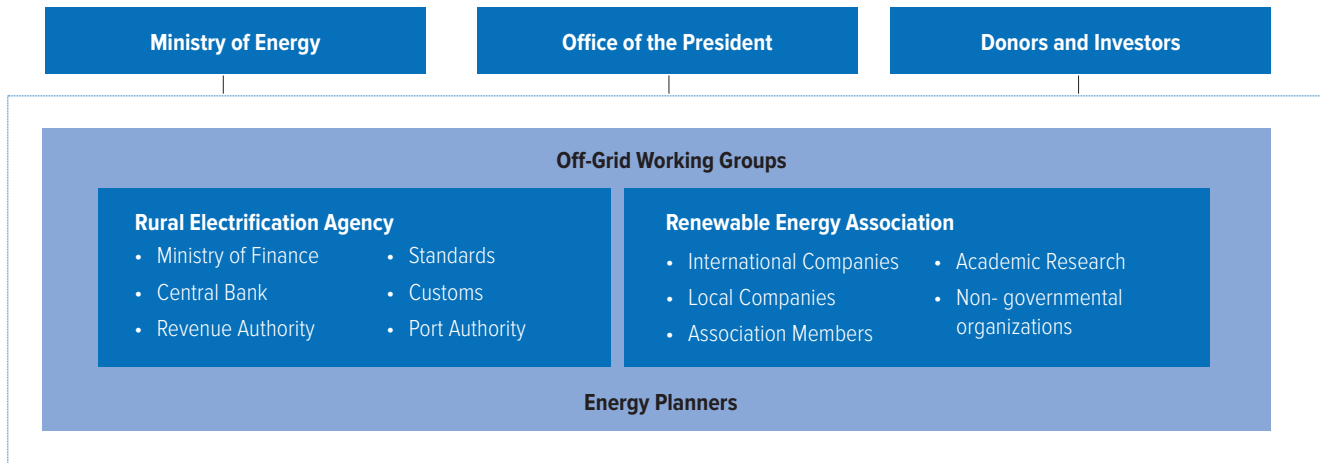 Ministry of Energy
Office of the President
Donors and Investors
Off-Grid Working Groups
Rural Electrification Agency
• Ministry of Finance
• Central Bank
• Revenue Authority
• Standards
• Customs
• Port Authority
Renewable Energy Association
• International Companies
• Local Companies
• Association Members
• Academic Research
• Non- governmental
organizations
Energy Planners